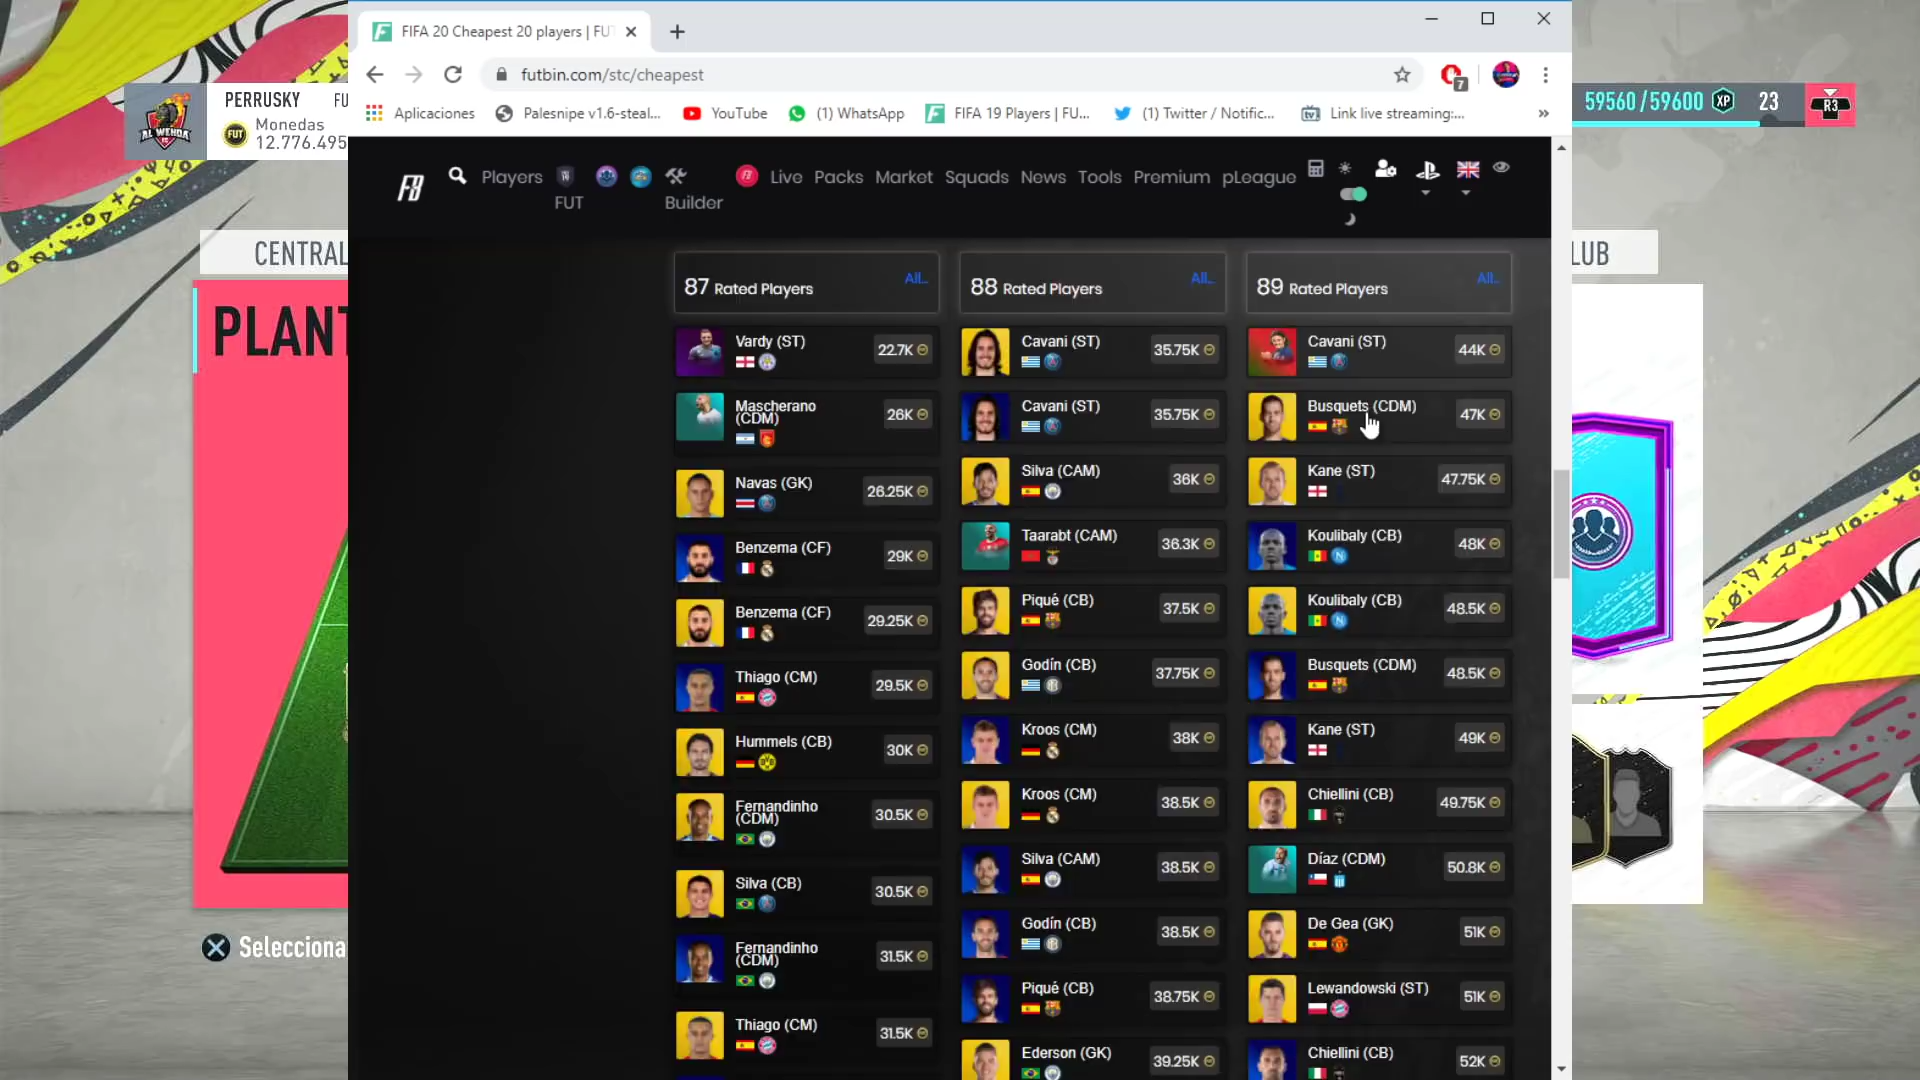 FIFA 20 Cheapest 20 players | FU
futbin.com/stc/cheapest
7
Aplicaciones
Palesnipe v1.6-steal...
YouTube
(1) WhatsApp
FIFA 19 Players | FU...
(1) Twitter / Notific...
Link live streaming:...
»
PERRUSKY FU
FUT
Monedas
12.776.495
AL WEHDA
FC
59560 /59600 XP 23 R3
Players
FUT
Builder
Live
Packs
Market
Squads
News
Tools
Premium
pLeague
CENTRAL
LUB
PLANT
Selecciona
87 Rated Players All..
Vardy (ST) 22.7K
Mascherano
(CDM) 26K
Navas (GK) 26.25K
Benzema (CF) 29K
Benzema (CF) 29.25K
Thiago (CM) 29.5K
Hummels (CB) 30K
Fernandinho
(CDM) 30.5K
Silva (CB) 30.5K
Fernandinho
(CDM) 31.5K
Thiago (CM) 31.5K
88 Rated Players All..
Cavani (ST) 35.75K
Cavani (ST) 35.75K
Silva (CAM) 36K
Taarabt (CAM) 36.3K
Piqué (CB) 37.5K
Godín (CB) 37.75K
Kroos (CM) 38K
Kroos (CM) 38.5K
Silva (CAM) 38.5K
Godín (CB) 38.5K
Piqué (CB) 38.75K
Ederson (GK) 39.25K
89 Rated Players All..
Cavani (ST) 44K
Busquets (CDM) 47K
Kane (ST) 47.75K
Koulibaly (CB) 48K
Koulibaly (CB) 48.5K
Busquets (CDM) 48.5K
Kane (ST) 49K
Chiellini (CB) 49.75K
Díaz (CDM) 50.8K
De Gea (GK) 51K
Lewandowski (ST) 51K
Chiellini (CB) 52K